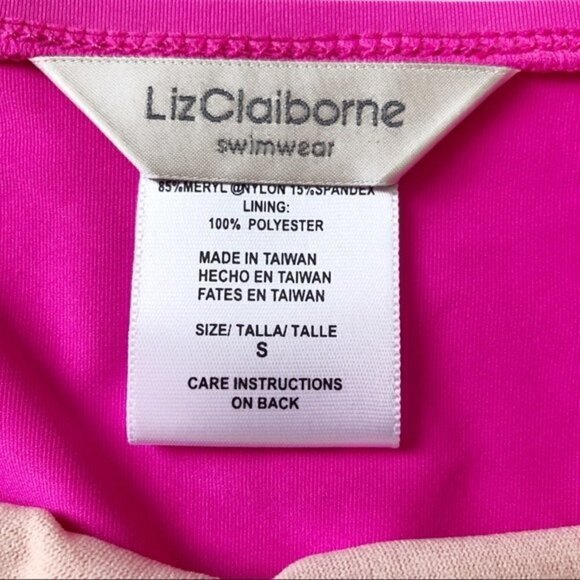 LizClaiborne
swimwear
85%MERYL@NYLON 15%SPANDEX
LINING:
100% POLYESTER
MADE IN TAIWAN
HECHO EN TAIWAN
FATES EN TAIWAN
SIZE/ TALLA/ TALLE
S
CARE INSTRUCTIONS
ON BACK